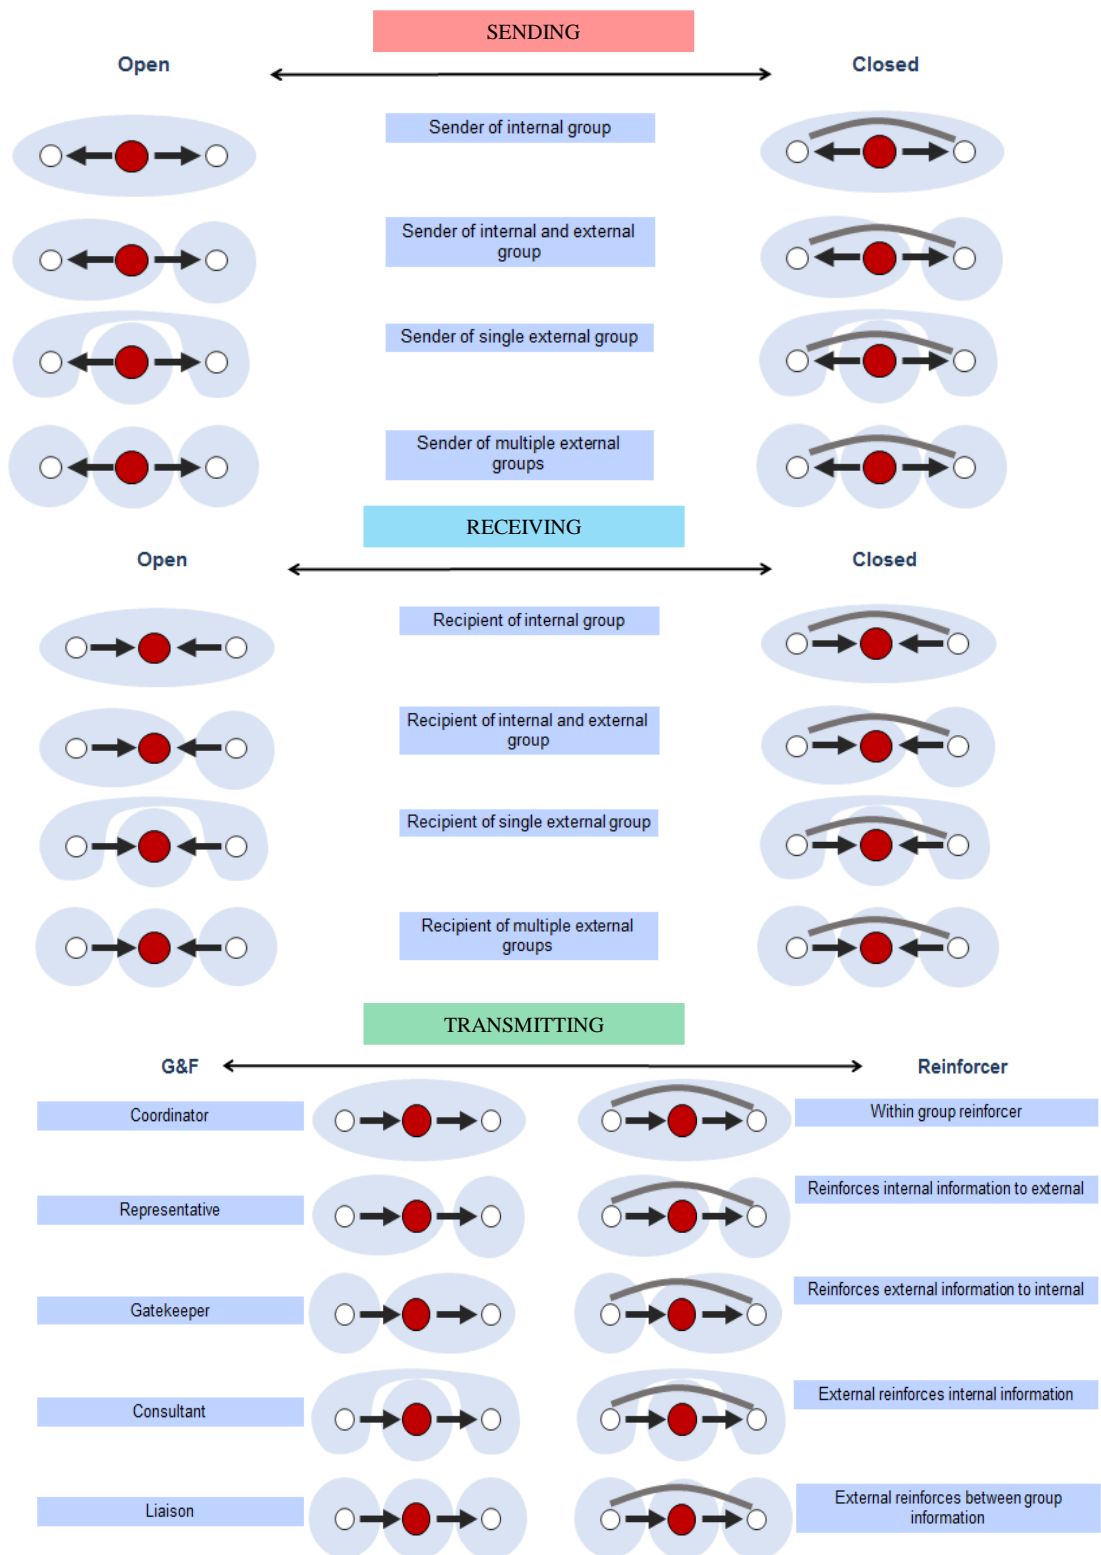 SENDING
Open
Closed
Sender of internal group
Sender of internal and external
group
Sender of single external group
Sender of multiple external
groups
RECEIVING
Open
Closed
Recipient of internal group
Recipient of internal and external
group
Recipient of single external group
Recipient of multiple external
groups
TRANSMITTING
G&F
Reinforcer
Coordinator
Within group reinforcer
Representative
Reinforces internal information to external
Gatekeeper
Reinforces external information to internal
Consultant
External reinforces internal information
Liaison
External reinforces between group
information